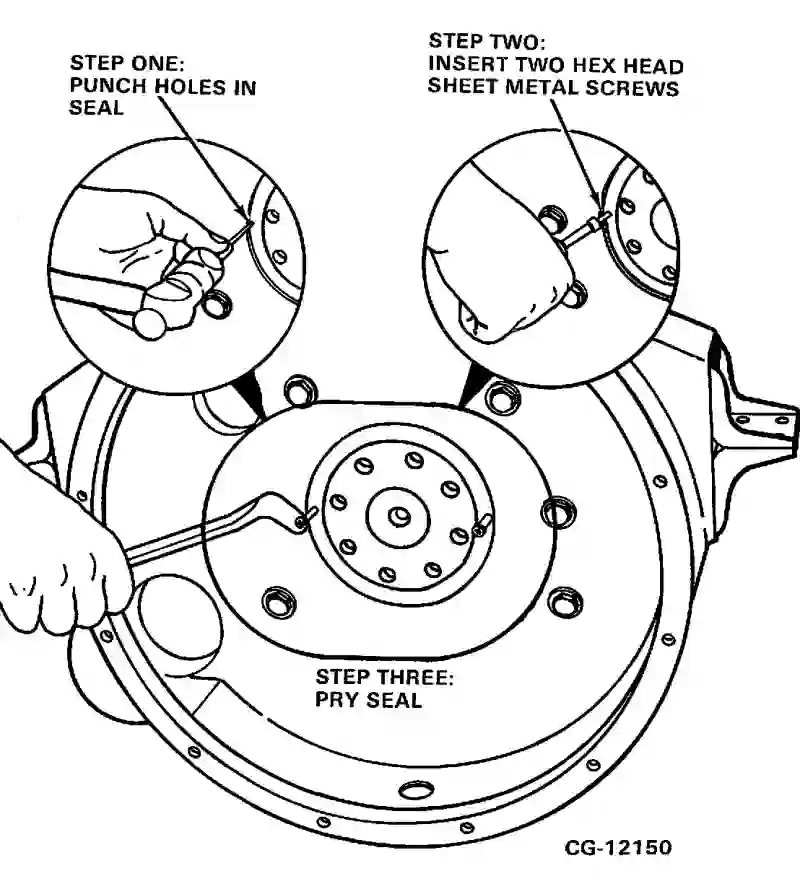 STEP ONE:
PUNCH HOLES IN
SEAL
STEP TWO:
INSERT TWO HEX HEAD
SHEET METAL SCREWS
STEP THREE:
PRY SEAL
CG-12150